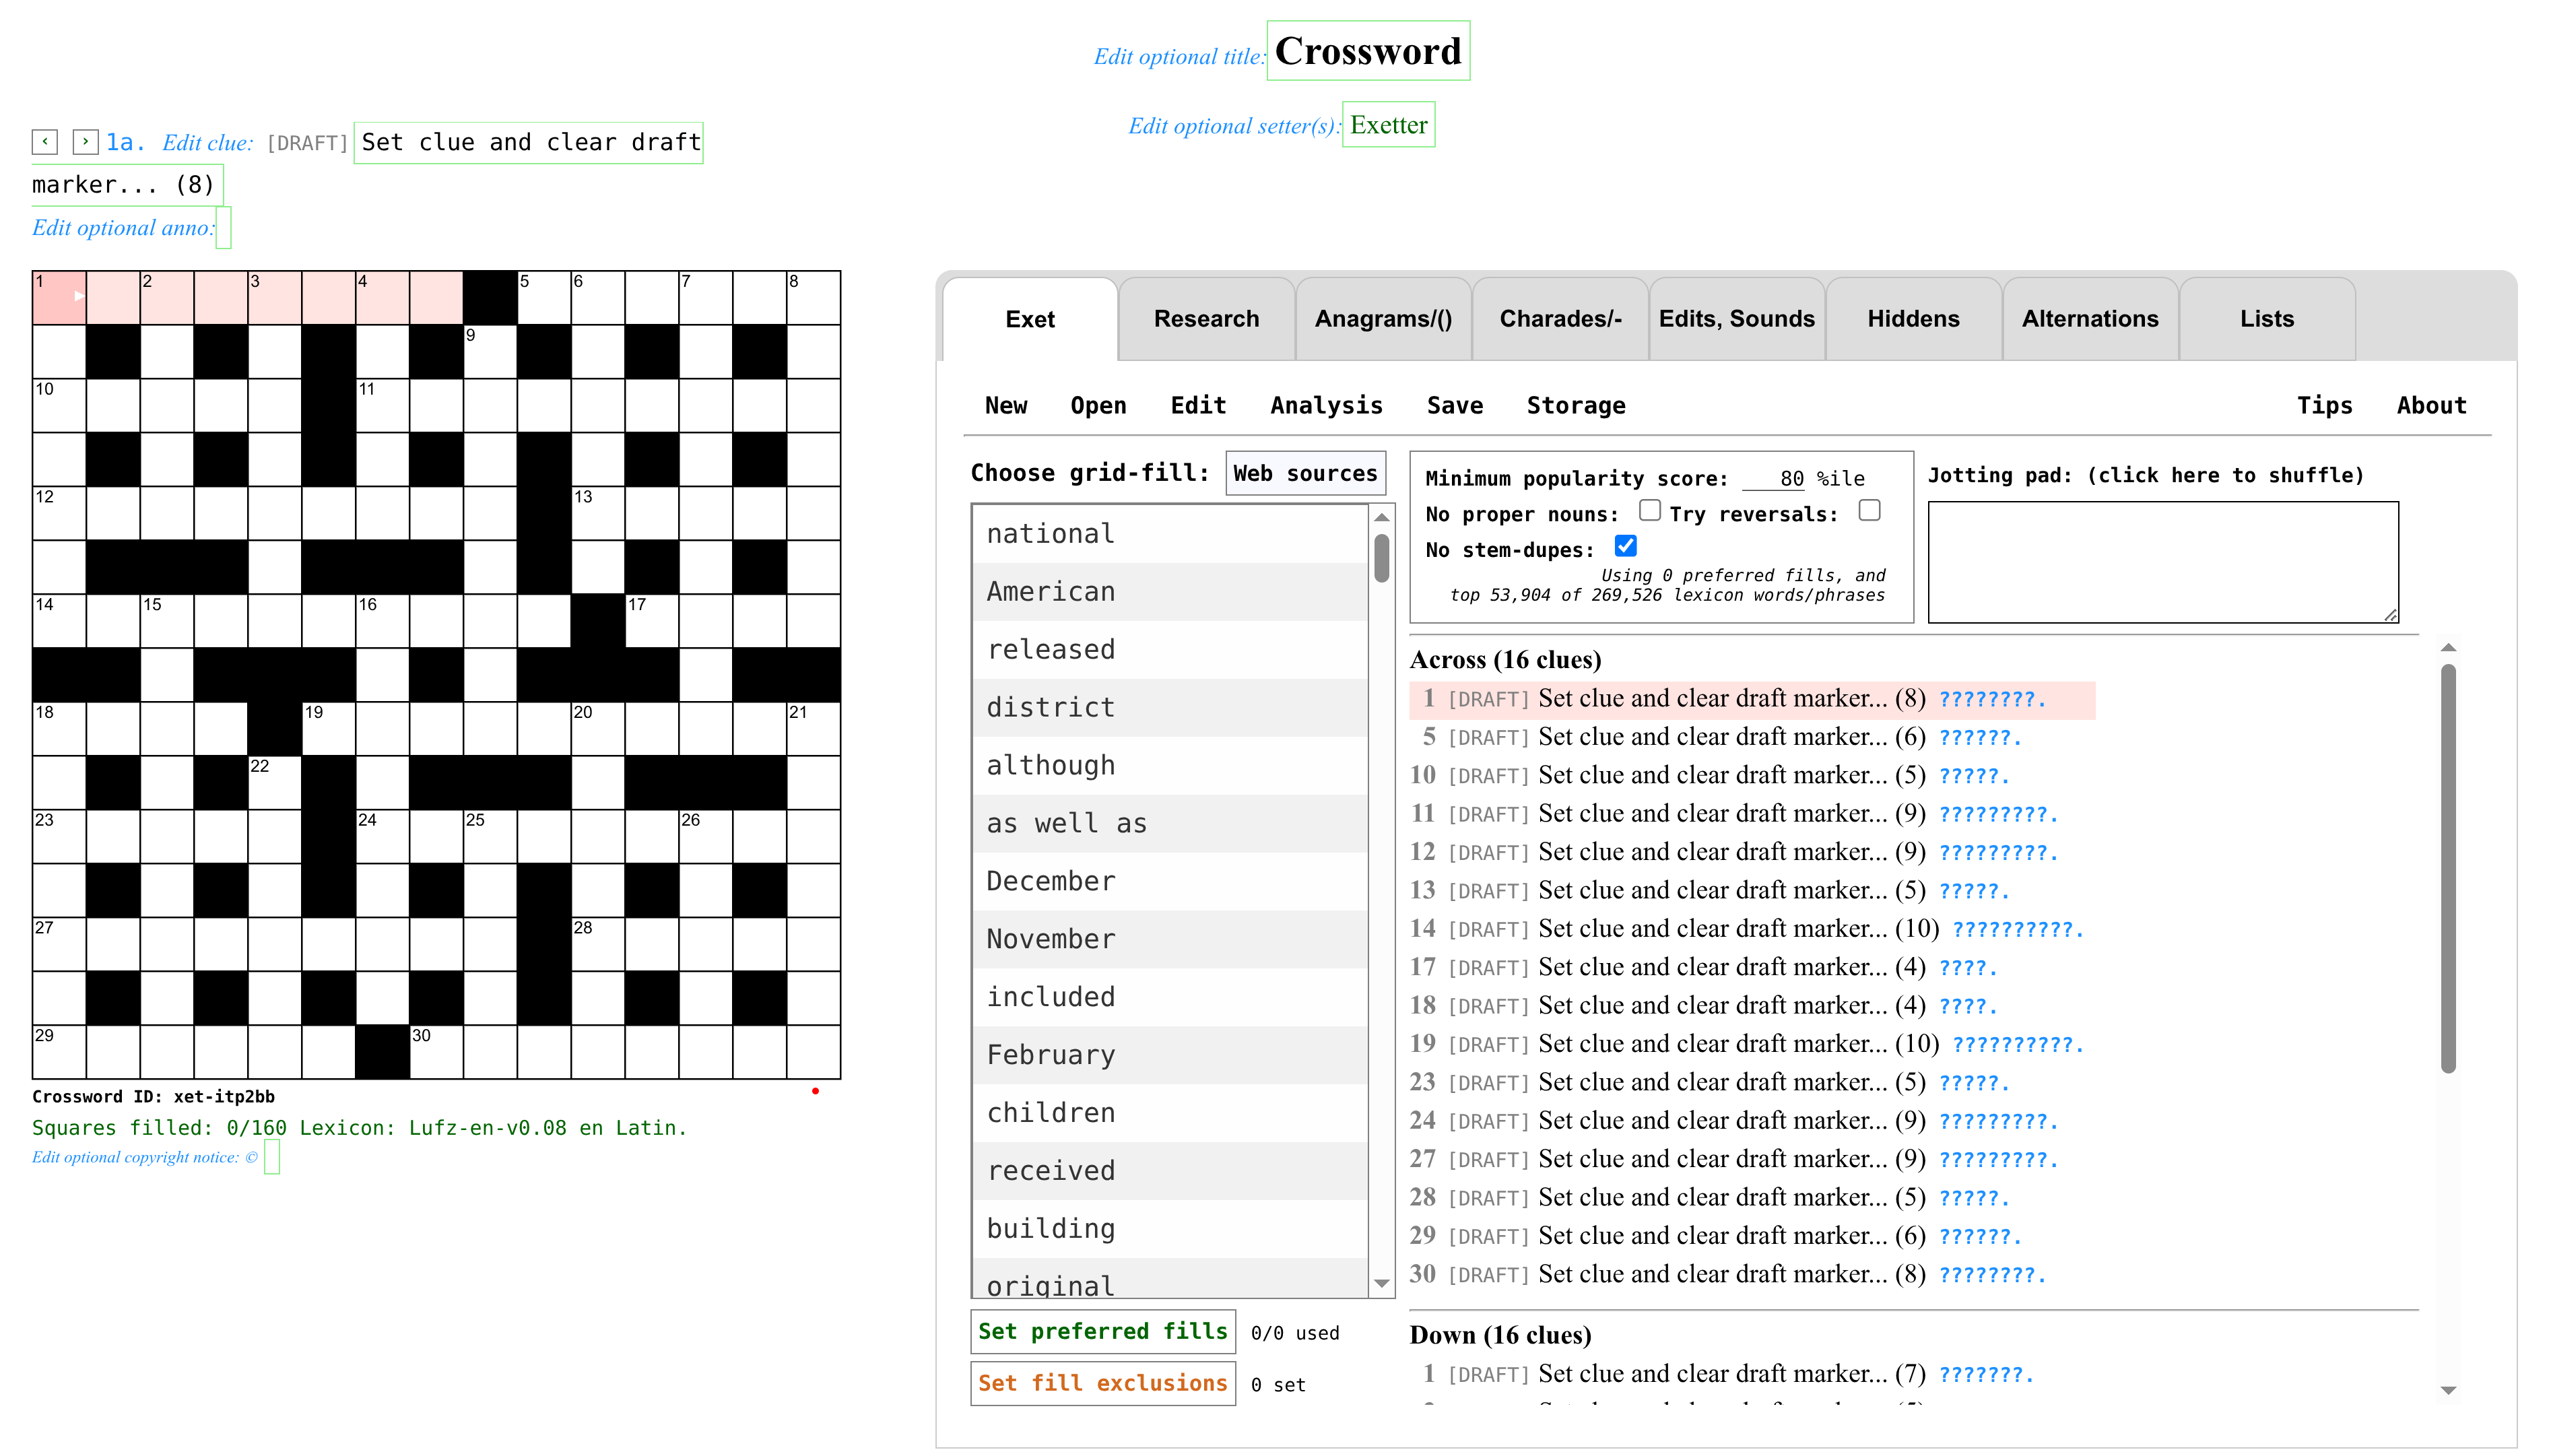 Edit optional title: Crossword
Edit optional setter(s): Exetter
‹ › 1a. Edit clue: [DRAFT] Set clue and clear draft
marker... (8)
Edit optional anno:
1 2 3 4 5 6 7 8
9
10 11
12 13
14 15 16 17
18 19 20 21
22
23 24 25 26
27 28
29 30
Crossword ID: xet-itp2bb
Squares filled: 0/160 Lexicon: Lufz-en-v0.08 en Latin.
Edit optional copyright notice: ©
Exet Research Anagrams/() Charades/- Edits, Sounds Hiddens Alternations Lists
New Open Edit Analysis Save Storage Tips About
Choose grid-fill: Web sources
national
American
released
district
although
as well as
December
November
included
February
children
received
building
original
Set preferred fills 0/0 used
Set fill exclusions 0 set
Minimum popularity score: 80 %ile
No proper nouns: Try reversals:
No stem-dupes:
Using 0 preferred fills, and
top 53,904 of 269,526 lexicon words/phrases
Jotting pad: (click here to shuffle)
Across (16 clues)
1 [DRAFT] Set clue and clear draft marker... (8) ????????.
5 [DRAFT] Set clue and clear draft marker... (6) ??????.
10 [DRAFT] Set clue and clear draft marker... (5) ?????.
11 [DRAFT] Set clue and clear draft marker... (9) ?????????.
12 [DRAFT] Set clue and clear draft marker... (9) ?????????.
13 [DRAFT] Set clue and clear draft marker... (5) ?????.
14 [DRAFT] Set clue and clear draft marker... (10) ??????????.
17 [DRAFT] Set clue and clear draft marker... (4) ????.
18 [DRAFT] Set clue and clear draft marker... (4) ????.
19 [DRAFT] Set clue and clear draft marker... (10) ??????????.
23 [DRAFT] Set clue and clear draft marker... (5) ?????.
24 [DRAFT] Set clue and clear draft marker... (9) ?????????.
27 [DRAFT] Set clue and clear draft marker... (9) ?????????.
28 [DRAFT] Set clue and clear draft marker... (5) ?????.
29 [DRAFT] Set clue and clear draft marker... (6) ??????.
30 [DRAFT] Set clue and clear draft marker... (8) ????????.
Down (16 clues)
1 [DRAFT] Set clue and clear draft marker... (7) ???????.